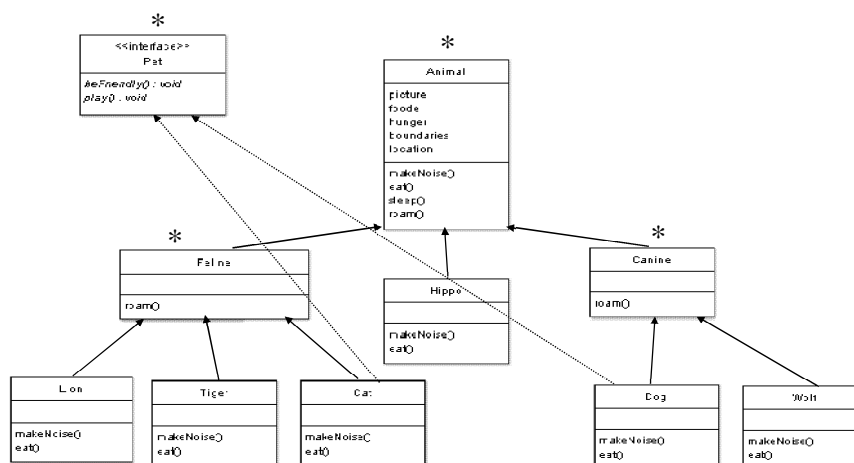 *
<<interface>>
Pet
beFriendly() : void
play() : void
*
Animal
picture
foode
hunger
boundaries
location
makeNoise()
eat()
sleep()
roam()
*
Feline
roam()
Hippo
makeNoise()
eat()
*
Canine
roam()
Lion
makeNoise()
eat()
Tiger
makeNoise()
eat()
Cat
makeNoise()
eat()
Dog
makeNoise()
eat()
Wolf
makeNoise()
eat()